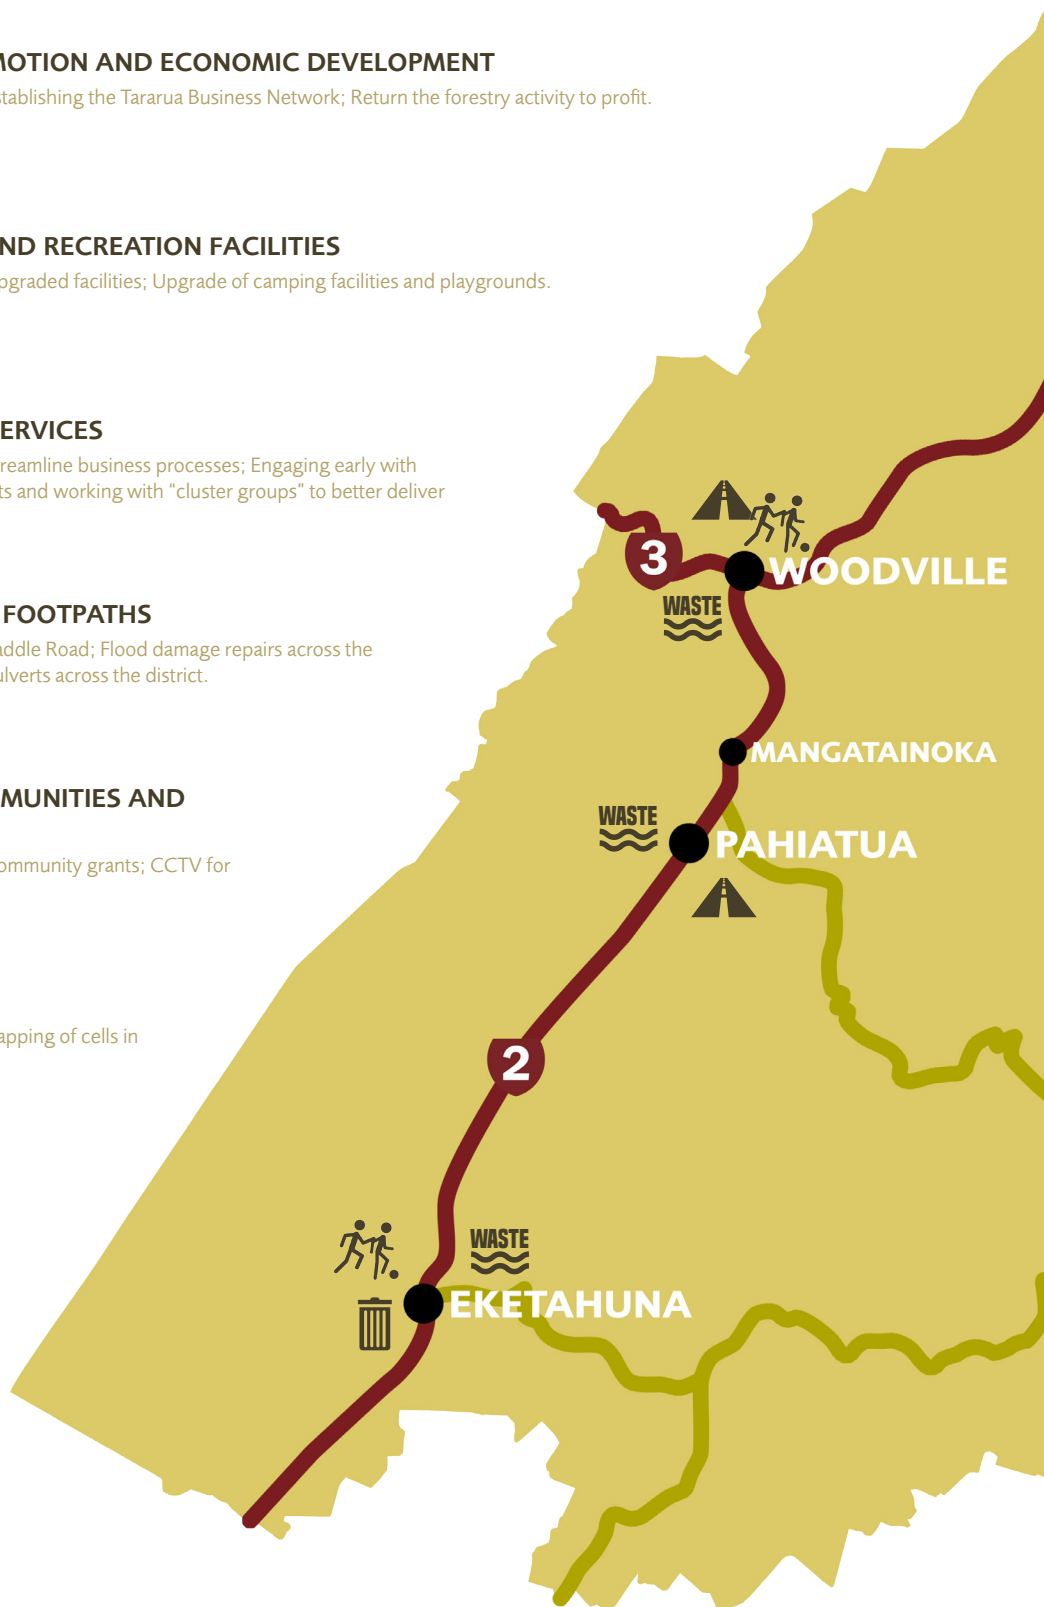 MOTION AND ECONOMIC DEVELOPMENT
stablishing the Tararua Business Network; Return the forestry activity to profit.
ND RECREATION FACILITIES
pgraded facilities; Upgrade of camping facilities and playgrounds.
ERVICES
reamline business processes; Engaging early with
ts and working with “cluster groups” to better deliver
3
WOODVILLE
WASTE
FOOTPATHS
addle Road; Flood damage repairs across the
ulverts across the district.
MANGATAINOKA
MUNITIES AND
WASTE
PAHIATUA
ommunity grants; CCTV for
apping of cells in
2
WASTE
EKETAHUNA